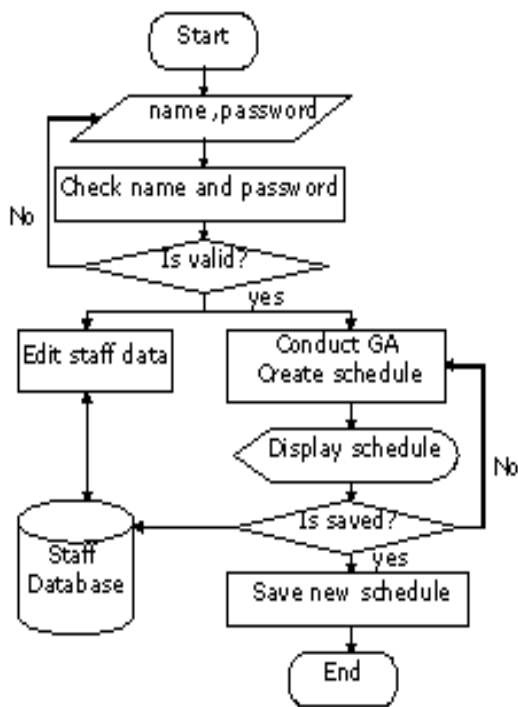 Start
name,password
Check name and password
No
Is valid?
yes
Edit staff data
Conduct GA
Create schedule
Display schedule
No
Is saved?
Staff
Database
yes
Save new schedule
End